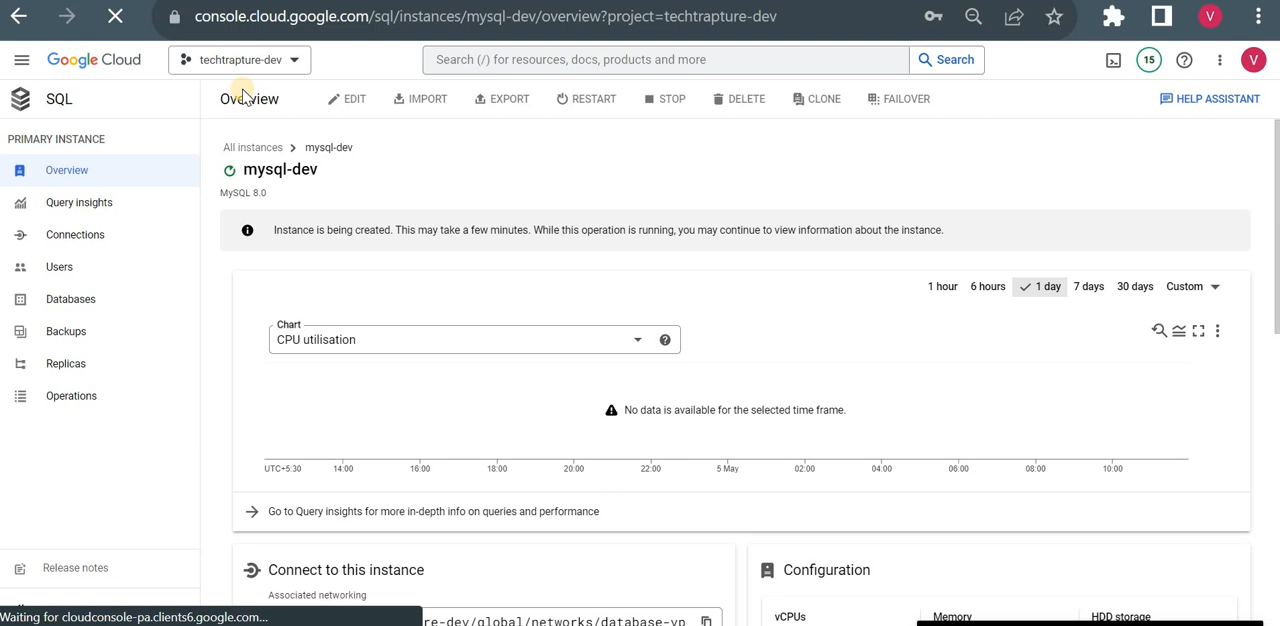 console.cloud.google.com/sql/instances/mysql-dev/overview?project=techtrapture-dev
V
Google Cloud
techtrapture-dev
Search (/) for resources, docs, products and more
Search
15
V
SQL
Overview
EDIT
IMPORT
EXPORT
RESTART
STOP
DELETE
CLONE
FAILOVER
HELP ASSISTANT
PRIMARY INSTANCE
Overview
Query insights
Connections
Users
Databases
Backups
Replicas
Operations
Release notes
All instances > mysql-dev
mysql-dev
MySQL 8.0
Instance is being created. This may take a few minutes. While this operation is running, you may continue to view information about the instance.
1 hour 6 hours 1 day 7 days 30 days Custom
Chart
CPU utilisation
No data is available for the selected time frame.
UTC+5:30 14:00 16:00 18:00 20:00 22:00 5 May 02:00 04:00 06:00 08:00 10:00
Go to Query insights for more in-depth info on queries and performance
Connect to this instance
Associated networking
re-dev/global/networks/database-vp
Configuration
vCPUs Memory HDD storage
Waiting for cloudconsole-pa.clients6.google.com...